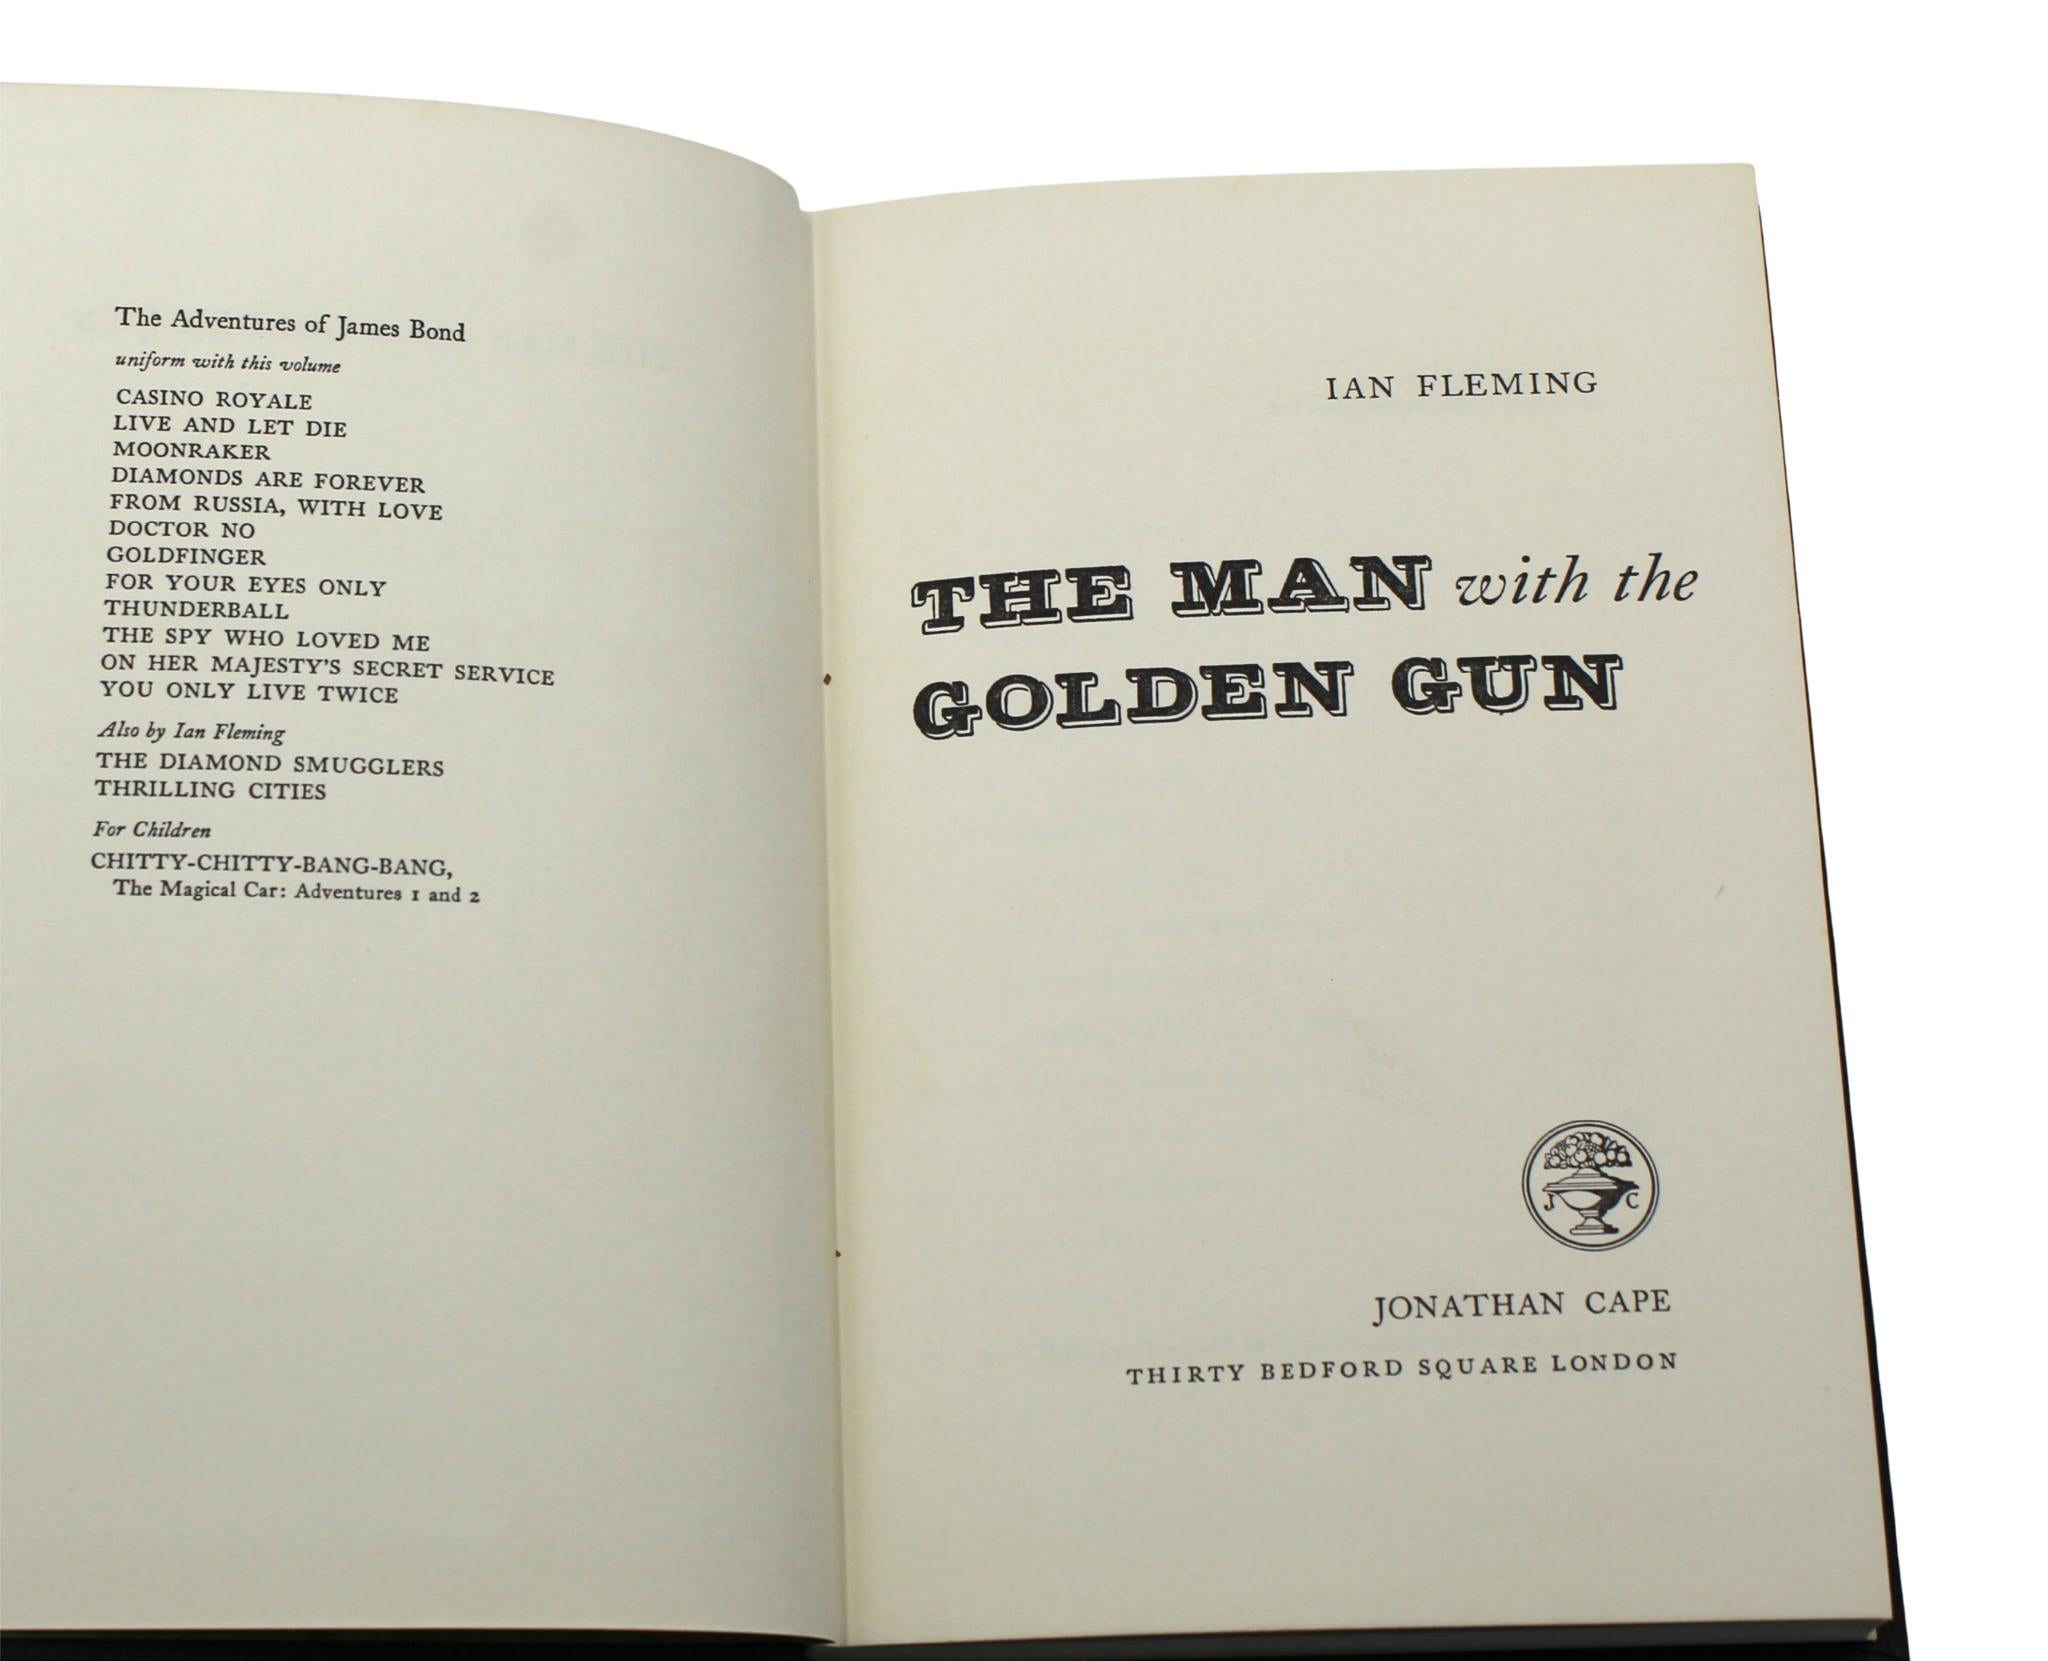 The Adventures of James Bond
uniform with this volume
CASINO ROYALE
LIVE AND LET DIE
MOONRAKER
DIAMONDS ARE FOREVER
FROM RUSSIA, WITH LOVE
DOCTOR NO
GOLDFINGER
FOR YOUR EYES ONLY
THUNDERBALL
THE SPY WHO LOVED ME
ON HER MAJESTY'S SECRET SERVICE
YOU ONLY LIVE TWICE
Also by Ian Fleming
THE DIAMOND SMUGGLERS
THRILLING CITIES
For Children
CHITTY-CHITTY-BANG-BANG,
The Magical Car: Adventures 1 and 2
IAN FLEMING
THE MAN with the
GOLDEN GUN
J C
JONATHAN CAPE
THIRTY BEDFORD SQUARE LONDON